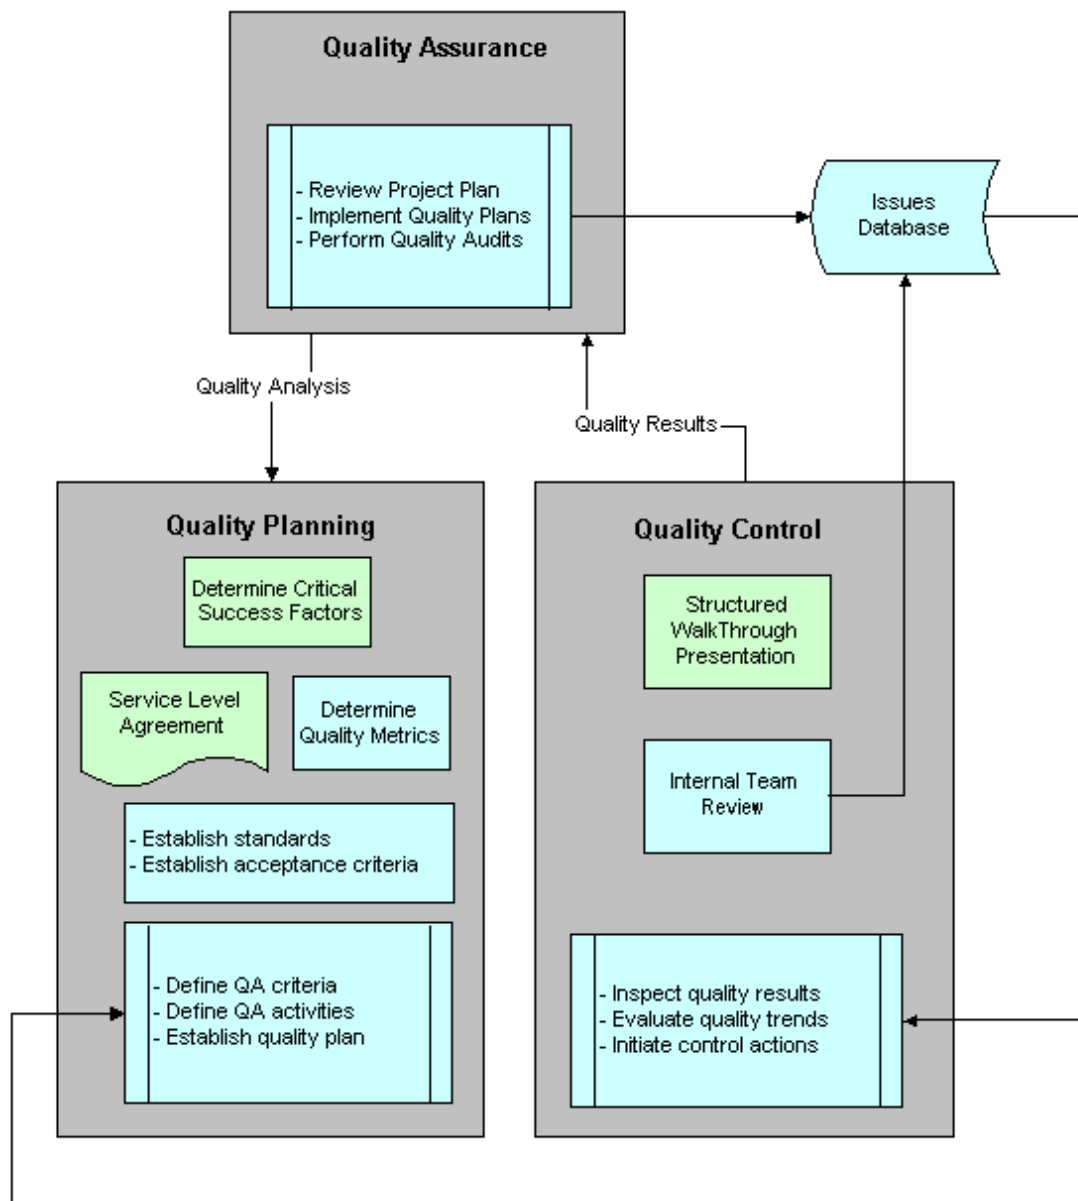 Quality Assurance
- Review Project Plan
- Implement Quality Plans
- Perform Quality Audits
Issues
Database
Quality Analysis
Quality Results
Quality Planning
Determine Critical
Success Factors
Service Level
Agreement
Determine
Quality Metrics
- Establish standards
- Establish acceptance criteria
- Define QA criteria
- Define QA activities
- Establish quality plan
Quality Control
Structured
WalkThrough
Presentation
Internal Team
Review
- Inspect quality results
- Evaluate quality trends
- Initiate control actions